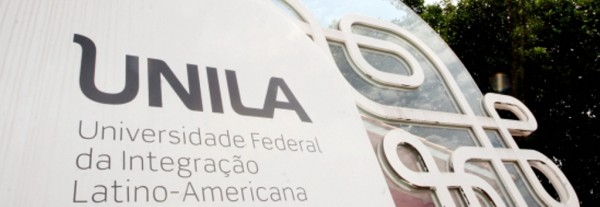 UNILA
Universidade Federal
da Integração
Latino-Americana